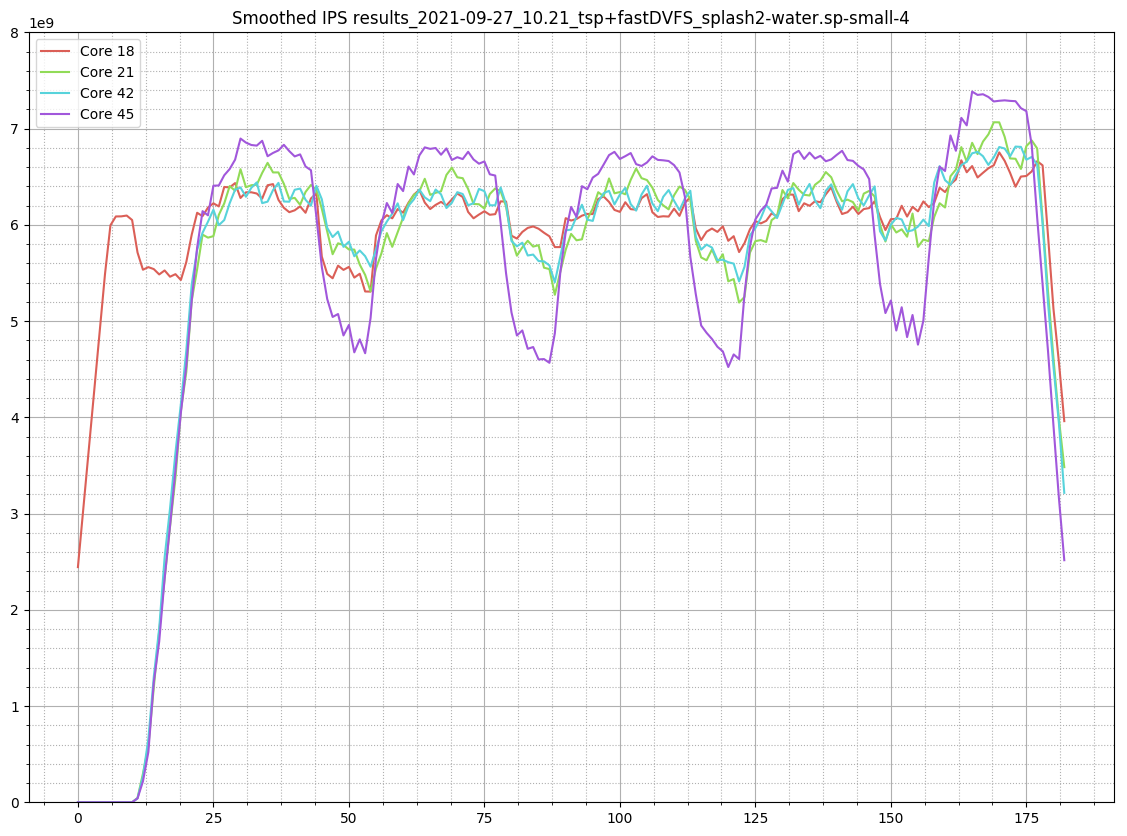 Smoothed IPS results_2021-09-27_10.21_tsp+fastDVFS_splash2-water.sp-small-4
1e9
8
7
6
5
4
3
2
1
0
Core 18
Core 21
Core 42
Core 45
0 25 50 75 100 125 150 175